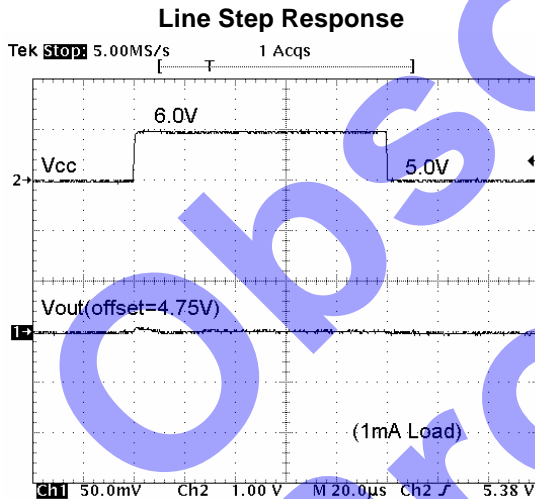 Line Step Response
Tek Stop: 5.00MS/s 1 Acqs
T
6.0V
Vcc
5.0V
2→
Vout(offset=4.75V)
1→
(1mA Load)
Ch1 50.0mV Ch2 1.00 V M 20.0µs Ch2 5.38 V
Obso